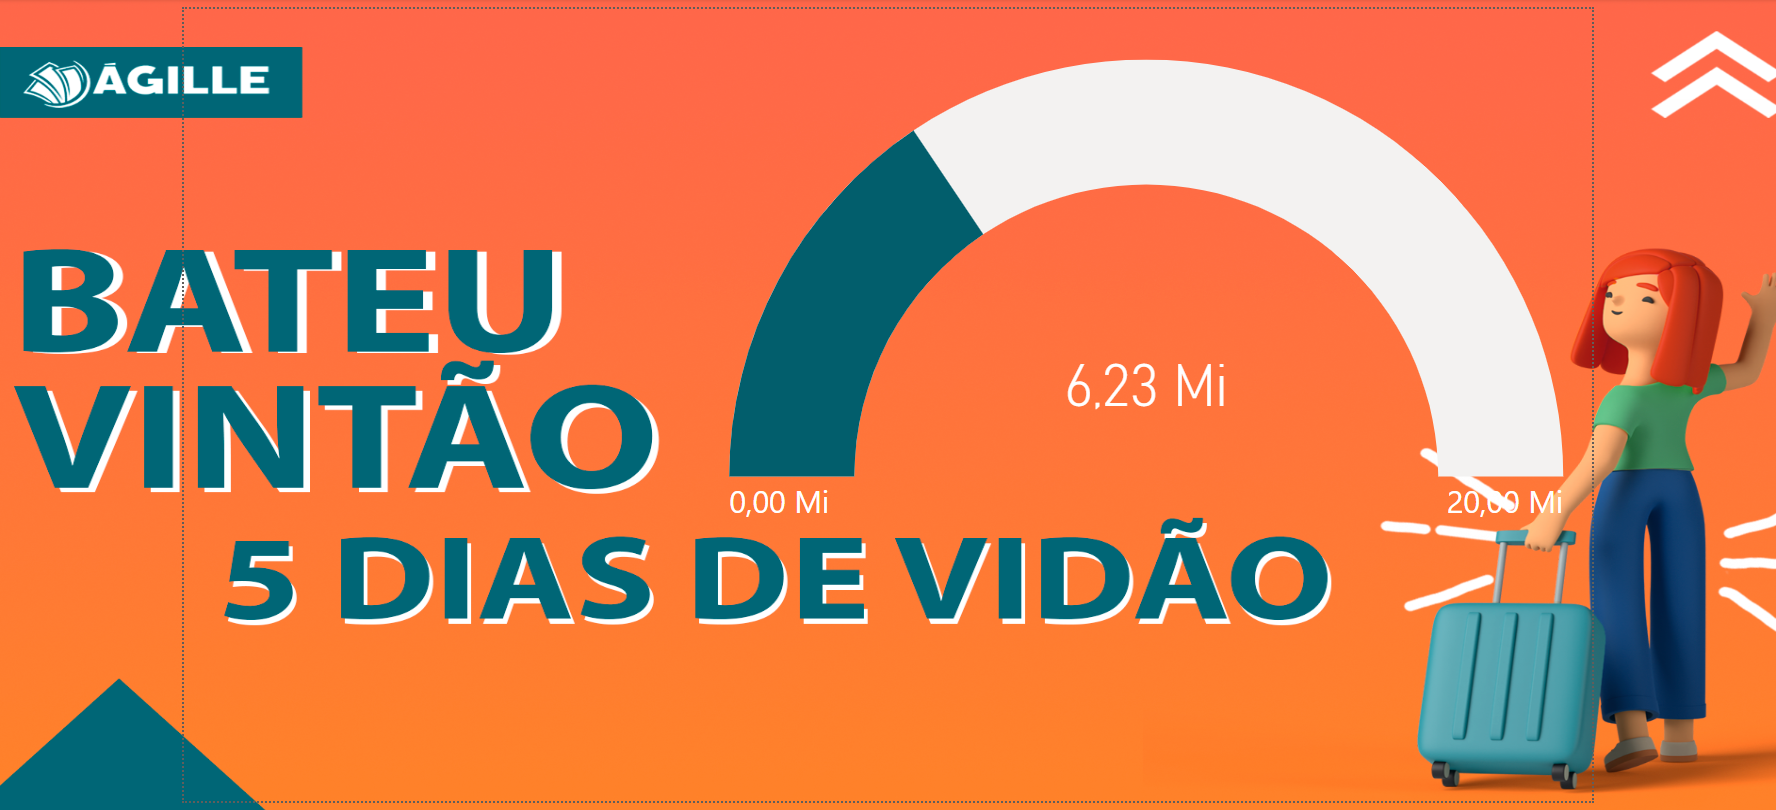 ÁGILLE
BATEU
VINTÃO
5 DIAS DE VIDÃO
6,23 Mi
0,00 Mi
20,00 Mi